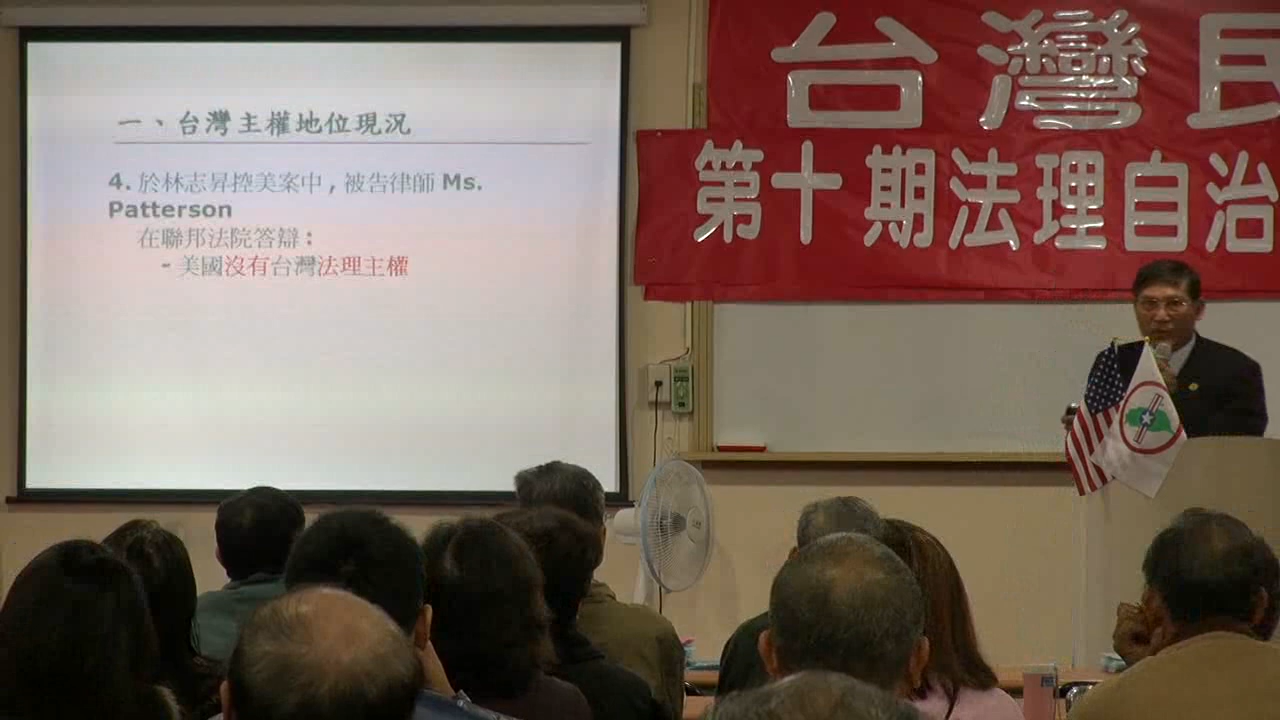 一、台灣主權地位現況
4. 於林志昇控美案中，被告律師 Ms.
Patterson
在聯邦法院答辯：
- 美國沒有台灣法理主權
台灣民
第十期法理自治